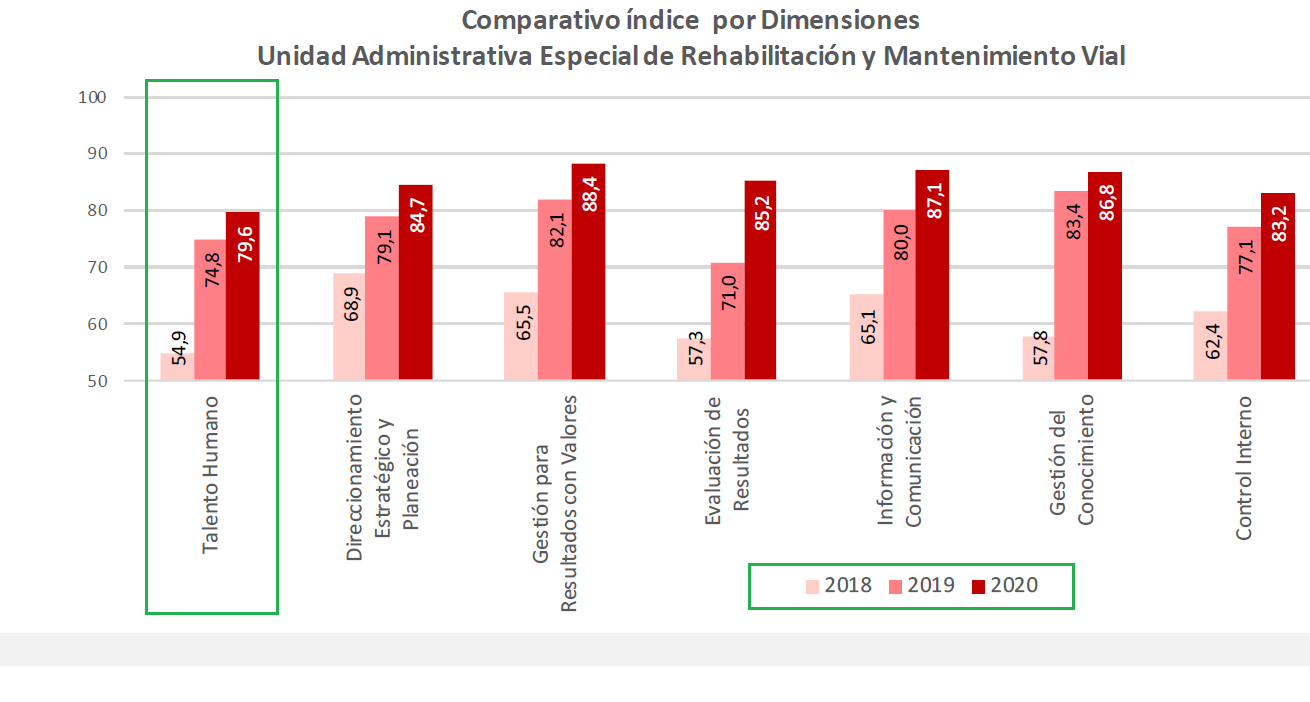 Comparativo índice por Dimensiones
Unidad Administrativa Especial de Rehabilitación y Mantenimiento Vial
100
90
80
70
60
50
54,9
74,8
79,6
68,9
79,1
84,7
65,5
82,1
88,4
57,3
71,0
85,2
65,1
80,0
87,1
57,8
83,4
86,8
62,4
77,1
83,2
Talento Humano
Direccionamiento
Estratégico y
Planeación
Gestión para
Resultados con Valores
Evaluación de
Resultados
Información y
Comunicación
Gestión del
Conocimiento
Control Interno
2018 2019 2020